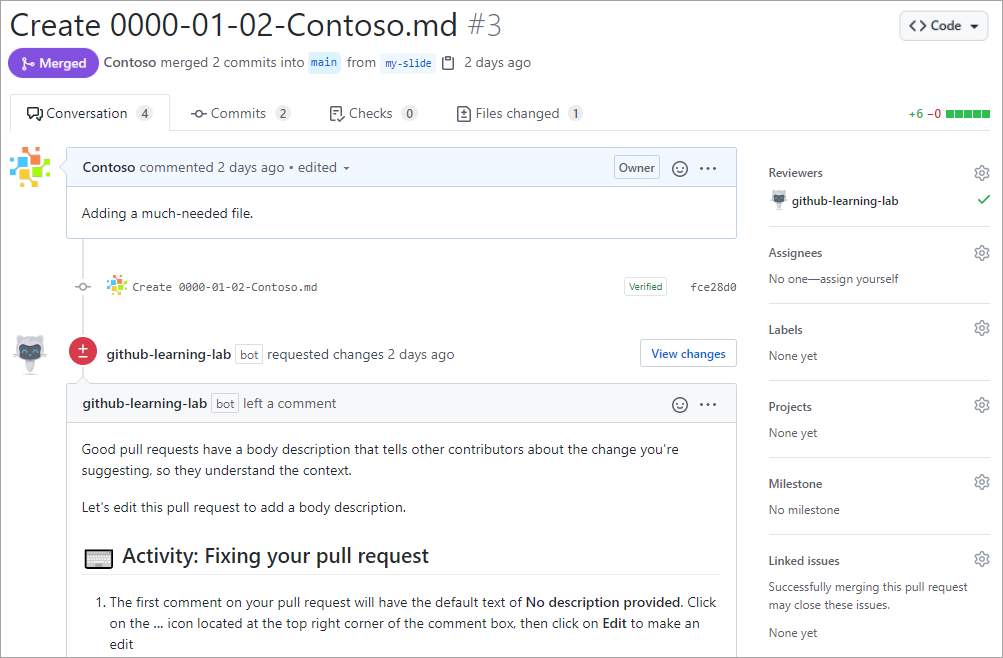 Create 0000-01-02-Contoso.md #3
<> Code
Merged Contoso merged 2 commits into main from my-slide 2 days ago
Conversation 4 Commits 2 Checks 0 Files changed 1
+6 −0
Contoso commented 2 days ago • edited
Owner
Adding a much-needed file.
Create 0000-01-02-Contoso.md
Verified
fce28d0
github-learning-lab bot requested changes 2 days ago
View changes
github-learning-lab bot left a comment
Good pull requests have a body description that tells other contributors about the change you're
suggesting, so they understand the context.
Let's edit this pull request to add a body description.
Activity: Fixing your pull request
1. The first comment on your pull request will have the default text of No description provided. Click
on the ... icon located at the top right corner of the comment box, then click on Edit to make an
edit
Reviewers
github-learning-lab
Assignees
No one—assign yourself
Labels
None yet
Projects
None yet
Milestone
No milestone
Linked issues
Successfully merging this pull request
may close these issues.
None yet